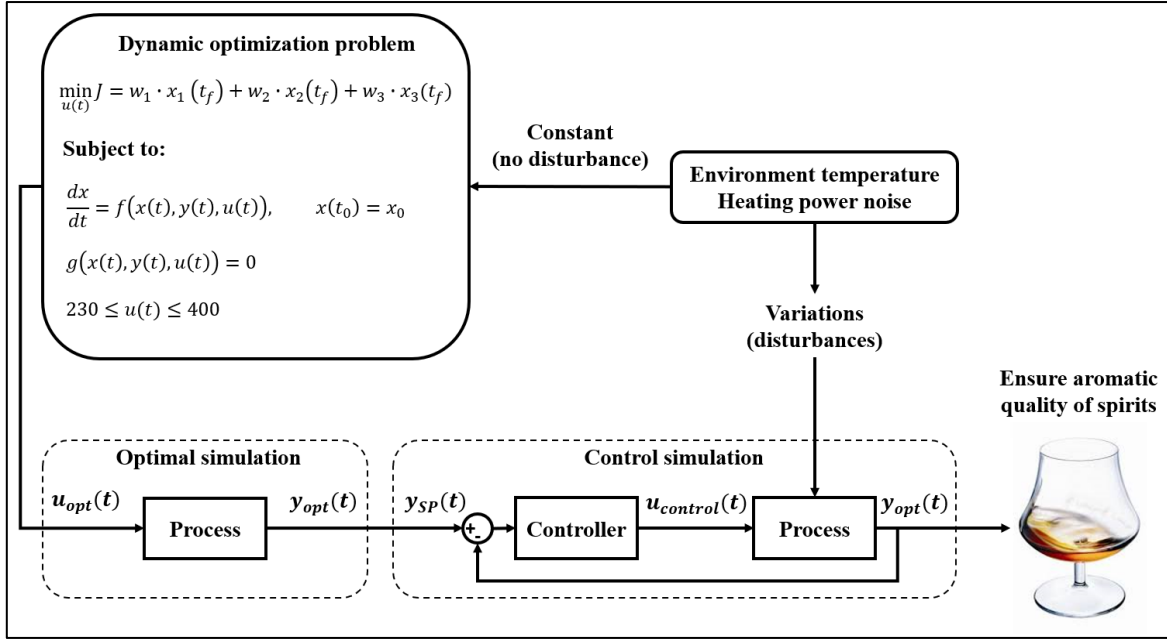 Dynamic optimization problem
min J = w₁ · x₁ (t_f) + w₂ · x₂(t_f) + w₃ · x₃(t_f)
u(t)
Subject to:
dx/dt = f(x(t), y(t), u(t)), x(t₀) = x₀
g(x(t), y(t), u(t)) = 0
230 ≤ u(t) ≤ 400
Constant
(no disturbance)
Environment temperature
Heating power noise
Variations
(disturbances)
Ensure aromatic
quality of spirits
Optimal simulation
u_opt(t)
Process
y_opt(t)
Control simulation
y_SP(t)
+
-
Controller
u_control(t)
Process
y_opt(t)